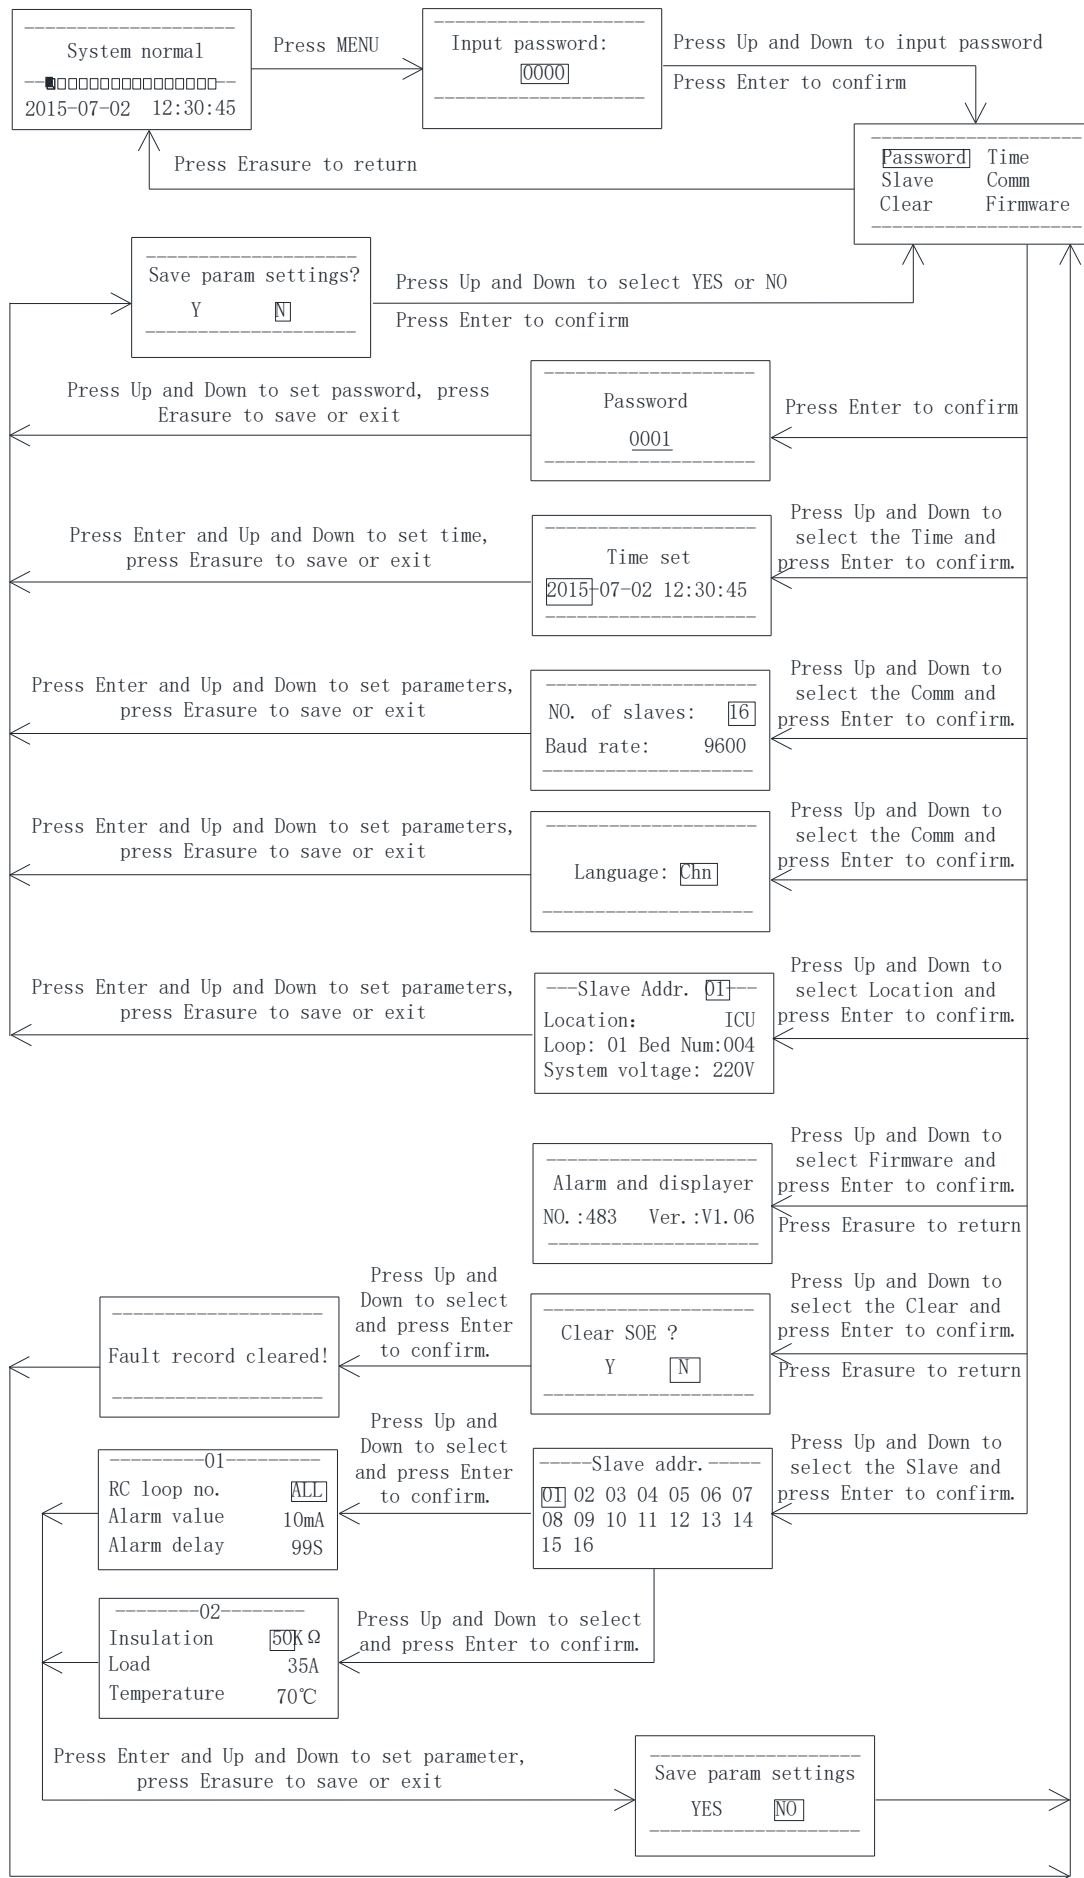 System normal
2015-07-02 12:30:45
Press MENU
Input password:
0000
Press Up and Down to input password
Press Enter to confirm
Password Time
Slave Comm
Clear Firmware
Press Erasure to return
Save param settings?
Y N
Press Up and Down to select YES or NO
Press Enter to confirm
Press Up and Down to set password, press
Erasure to save or exit
Password
0001
Press Enter to confirm
Press Enter and Up and Down to set time,
press Erasure to save or exit
Time set
2015-07-02 12:30:45
Press Up and Down to
select the Time and
press Enter to confirm.
Press Enter and Up and Down to set parameters,
press Erasure to save or exit
NO. of slaves: 16
Baud rate: 9600
Press Up and Down to
select the Comm and
press Enter to confirm.
Press Enter and Up and Down to set parameters,
press Erasure to save or exit
Language: Chn
Press Up and Down to
select the Comm and
press Enter to confirm.
Press Enter and Up and Down to set parameters,
press Erasure to save or exit
---Slave Addr. 01---
Location: ICU
Loop: 01 Bed Num:004
System voltage: 220V
Press Up and Down to
select Location and
press Enter to confirm.
Alarm and displayer
NO.:483 Ver.:V1.06
Press Up and Down to
select Firmware and
press Enter to confirm.
Press Erasure to return
Fault record cleared!
Press Up and
Down to select
and press Enter
to confirm.
Clear SOE ?
Y N
Press Up and Down to
select the Clear and
press Enter to confirm.
Press Erasure to return
---------01---------
RC loop no. ALL
Alarm value 10mA
Alarm delay 99S
Press Up and
Down to select
and press Enter
to confirm.
-----Slave addr.-----
01 02 03 04 05 06 07
08 09 10 11 12 13 14
15 16
Press Up and Down to
select the Slave and
press Enter to confirm.
--------02--------
Insulation 50KΩ
Load 35A
Temperature 70℃
Press Up and Down to select
and press Enter to confirm.
Press Enter and Up and Down to set parameter,
press Erasure to save or exit
Save param settings
YES NO